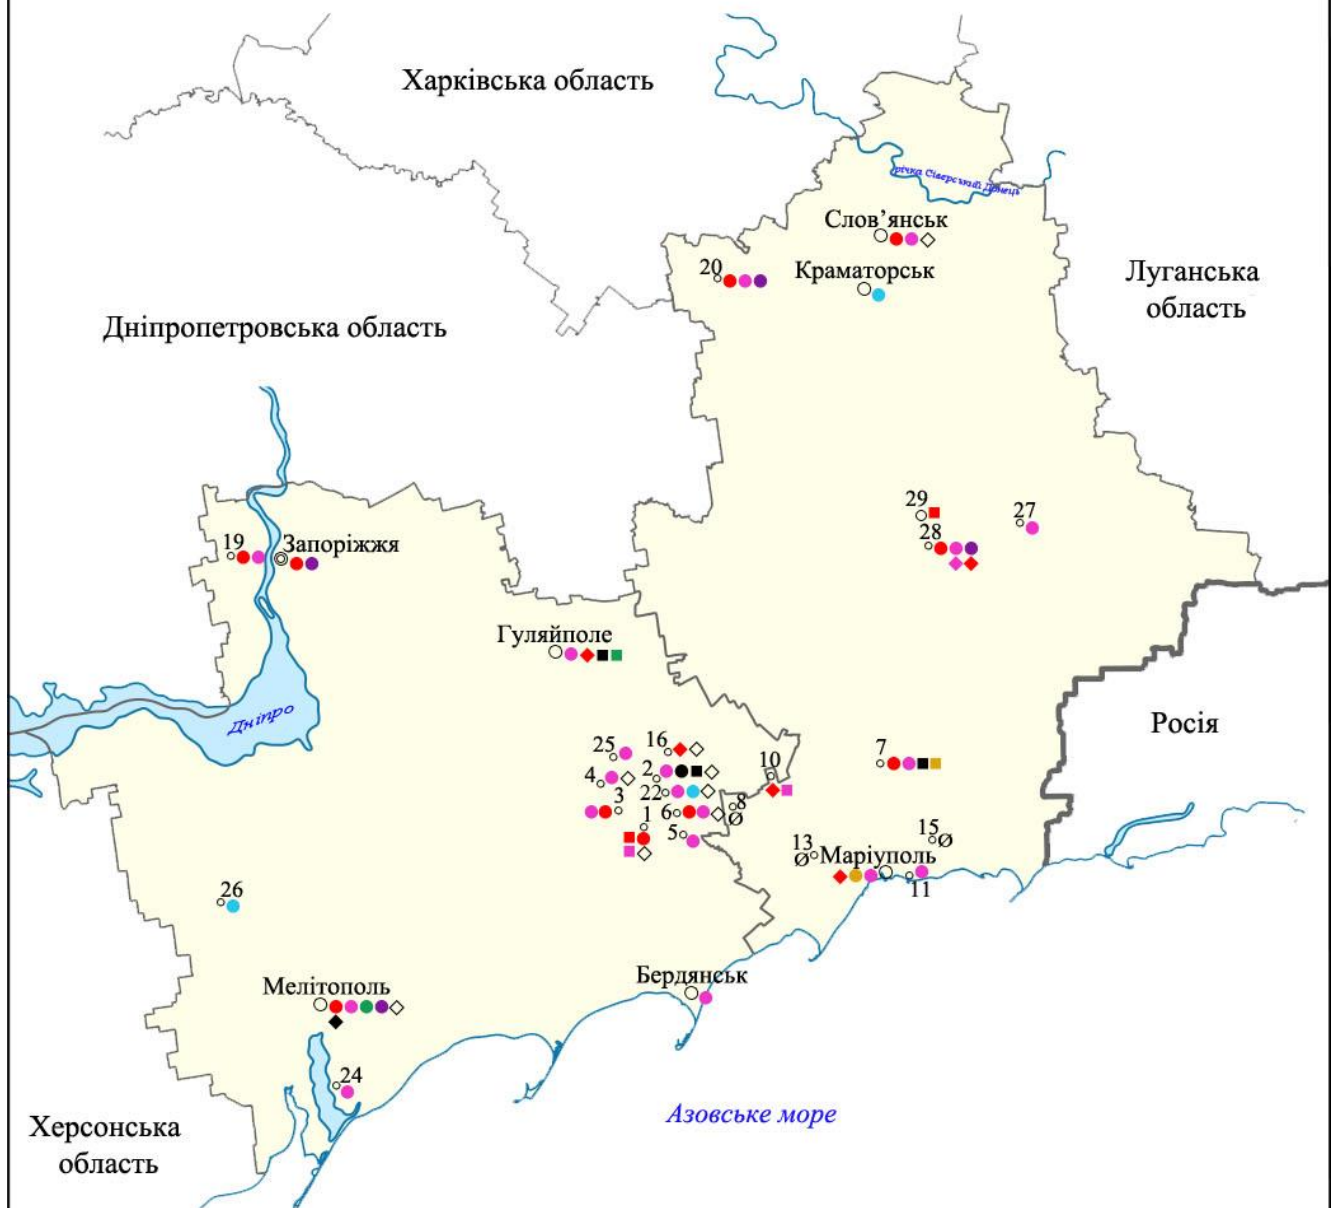 Харківська область
річка Сіверський Донець
Слов’янськ
20
Краматорськ
Луганська
область
Дніпропетровська область
29
27
28
19
Запоріжжя
Гуляйполе
Дніпро
Росія
25
16
10
7
4
2
3
22
8
Ø
1
6
5
13
Ø
15
Ø
Маріуполь
11
26
Бердянськ
Мелітополь
24
Азовське море
Херсонська
область